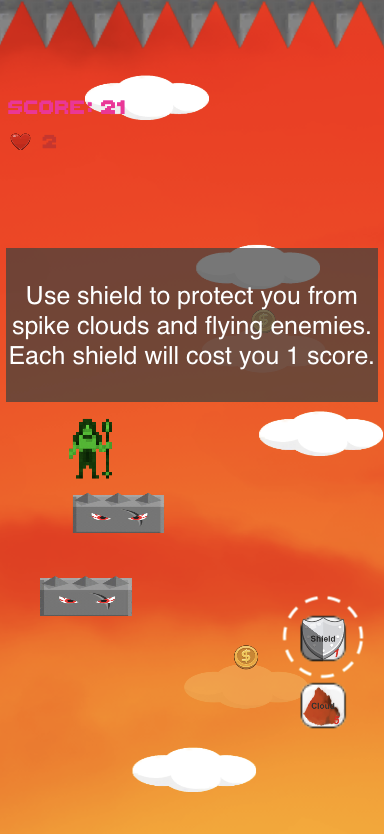 SCORE: 21
2
Use shield to protect you from
spike clouds and flying enemies.
Each shield will cost you 1 score.
Shield
1
$
Cloud